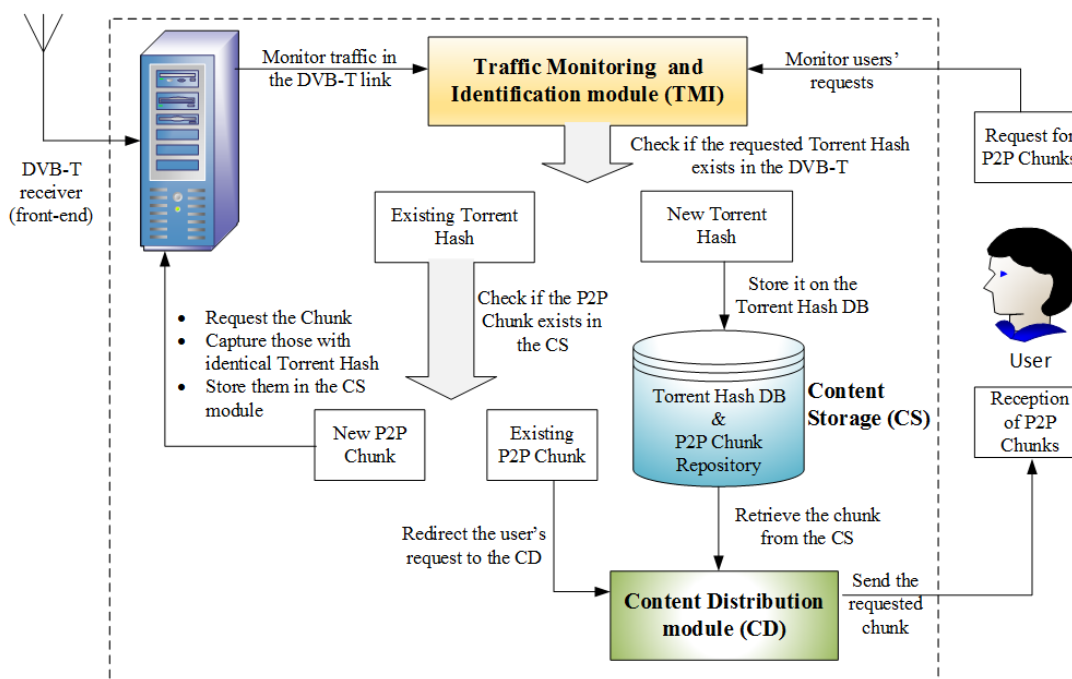 Monitor traffic in
the DVB-T link
Traffic Monitoring and
Identification module (TMI)
Monitor users'
requests
Request for
P2P Chunks
DVB-T
receiver
(front-end)
Check if the requested Torrent Hash
exists in the DVB-T
Existing Torrent
Hash
New Torrent
Hash
Check if the P2P
Chunk exists in
the CS
Store it on the
Torrent Hash DB
• Request the Chunk
• Capture those with
identical Torrent Hash
• Store them in the CS
module
User
Torrent Hash DB
&
P2P Chunk
Repository
Content
Storage (CS)
Reception
of P2P
Chunks
New P2P
Chunk
Existing
P2P Chunk
Redirect the user's
request to the CD
Retrieve the chunk
from the CS
Content Distribution
module (CD)
Send the
requested
chunk